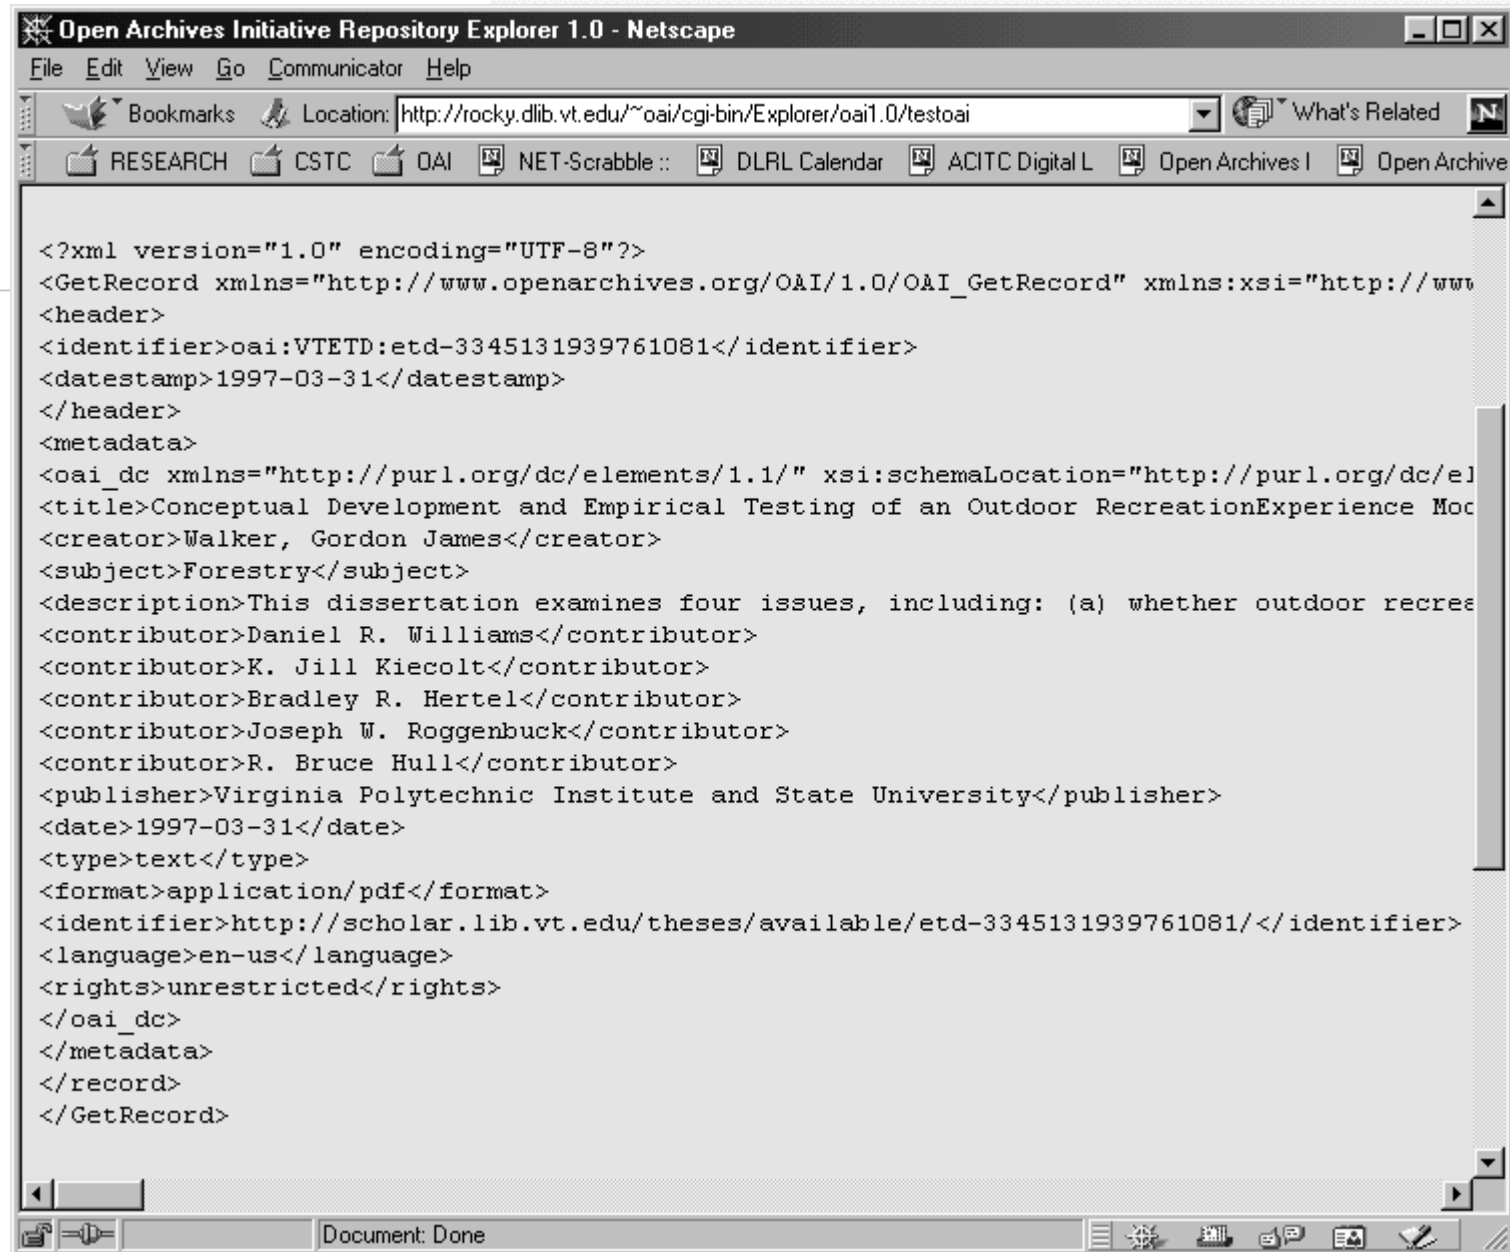 Open Archives Initiative Repository Explorer 1.0 - Netscape
File Edit View Go Communicator Help
Bookmarks Location: http://rocky.dlib.vt.edu/~oai/cgi-bin/Explorer/oai1.0/testoai What's Related N
RESEARCH CSTC OAI NET-Scrabble :: DLRL Calendar ACITC Digital L Open Archives I Open Archive
<?xml version="1.0" encoding="UTF-8"?>
<GetRecord xmlns="http://www.openarchives.org/OAI/1.0/OAI_GetRecord" xmlns:xsi="http://www
<header>
<identifier>oai:VTETD:etd-3345131939761081</identifier>
<datestamp>1997-03-31</datestamp>
</header>
<metadata>
<oai_dc xmlns="http://purl.org/dc/elements/1.1/" xsi:schemaLocation="http://purl.org/dc/el
<title>Conceptual Development and Empirical Testing of an Outdoor RecreationExperience Moc
<creator>Walker, Gordon James</creator>
<subject>Forestry</subject>
<description>This dissertation examines four issues, including: (a) whether outdoor recrea
<contributor>Daniel R. Williams</contributor>
<contributor>K. Jill Kiecolt</contributor>
<contributor>Bradley R. Hertel</contributor>
<contributor>Joseph W. Roggenbuck</contributor>
<contributor>R. Bruce Hull</contributor>
<publisher>Virginia Polytechnic Institute and State University</publisher>
<date>1997-03-31</date>
<type>text</type>
<format>application/pdf</format>
<identifier>http://scholar.lib.vt.edu/theses/available/etd-3345131939761081/</identifier>
<language>en-us</language>
<rights>unrestricted</rights>
</oai_dc>
</metadata>
</record>
</GetRecord>
Document: Done